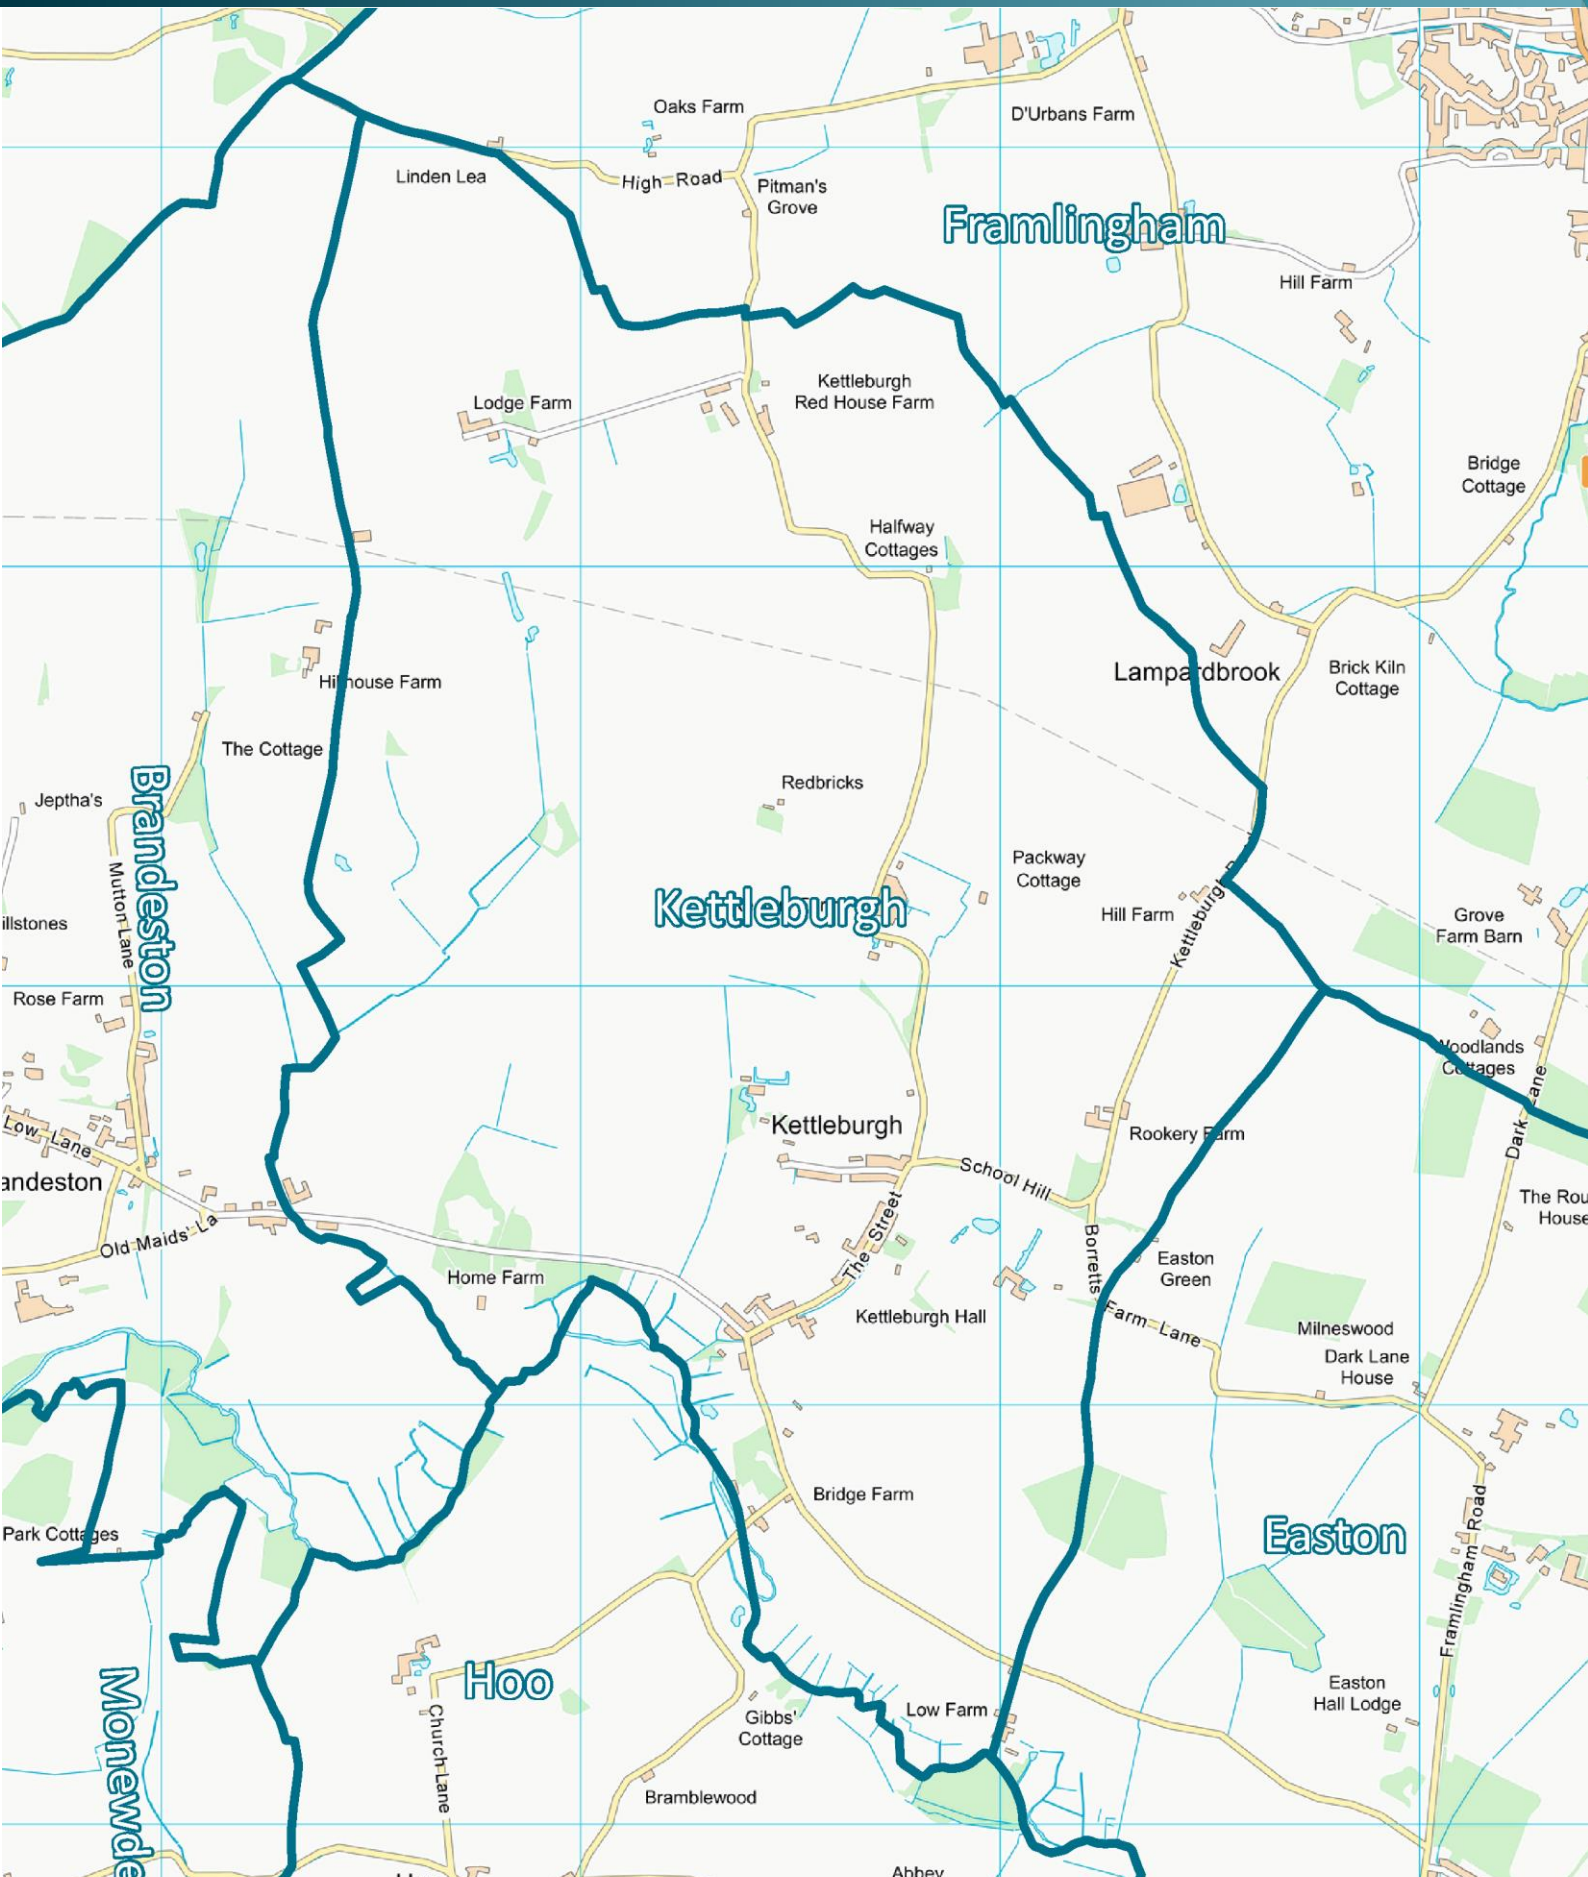 Oaks Farm
D'Urbans Farm
Linden Lea
High Road
Pitman's
Grove
Framlingham
Hill Farm
Kettleburgh
Red House Farm
Lodge Farm
Bridge
Cottage
Halfway
Cottages
Lampardbrook
Brick Kiln
Cottage
Hillhouse Farm
The Cottage
Redbricks
Jeptha's
Brandeston
Mutton Lane
Packway
Cottage
Kettleburgh
Hill Farm
Kettleburgh Road
Grove
Farm Barn
illstones
Rose Farm
Woodlands
Cottages
Dark Lane
Low Lane
Kettleburgh
Rookery Farm
School Hill
andeston
The Rou
House
Old Maids' La
The Street
Borretts Farm Lane
Easton
Green
Home Farm
Kettleburgh Hall
Milneswood
Dark Lane
House
Bridge Farm
Park Cottages
Easton
Framlingham Road
Hoo
Monewde
Church Lane
Gibbs'
Cottage
Low Farm
Easton
Hall Lodge
Bramblewood
Abbey